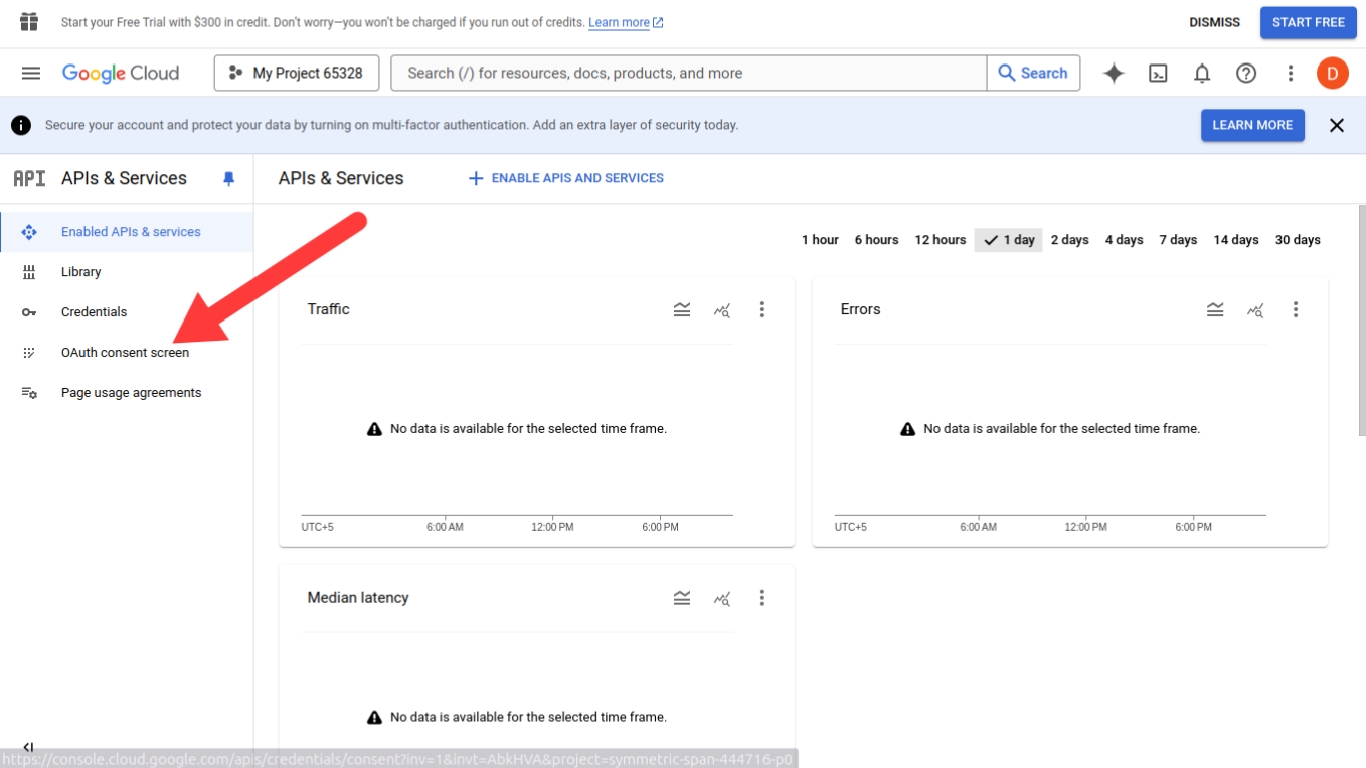 Start your Free Trial with $300 in credit. Don't worry—you won't be charged if you run out of credits. Learn more
DISMISS
START FREE
Google Cloud
My Project 65328
Search (/) for resources, docs, products, and more
Search
D
Secure your account and protect your data by turning on multi-factor authentication. Add an extra layer of security today.
LEARN MORE
API APIs & Services
APIs & Services
ENABLE APIS AND SERVICES
Enabled APIs & services
Library
Credentials
OAuth consent screen
Page usage agreements
1 hour 6 hours 12 hours 1 day 2 days 4 days 7 days 14 days 30 days
Traffic
No data is available for the selected time frame.
UTC+5 6:00 AM 12:00 PM 6:00 PM
Errors
No data is available for the selected time frame.
UTC+5 6:00 AM 12:00 PM 6:00 PM
Median latency
No data is available for the selected time frame.
https://console.cloud.google.com/apis/credentials/consent?inv=1&invt=AbkHVA&project=symmetric-span-444716-p0